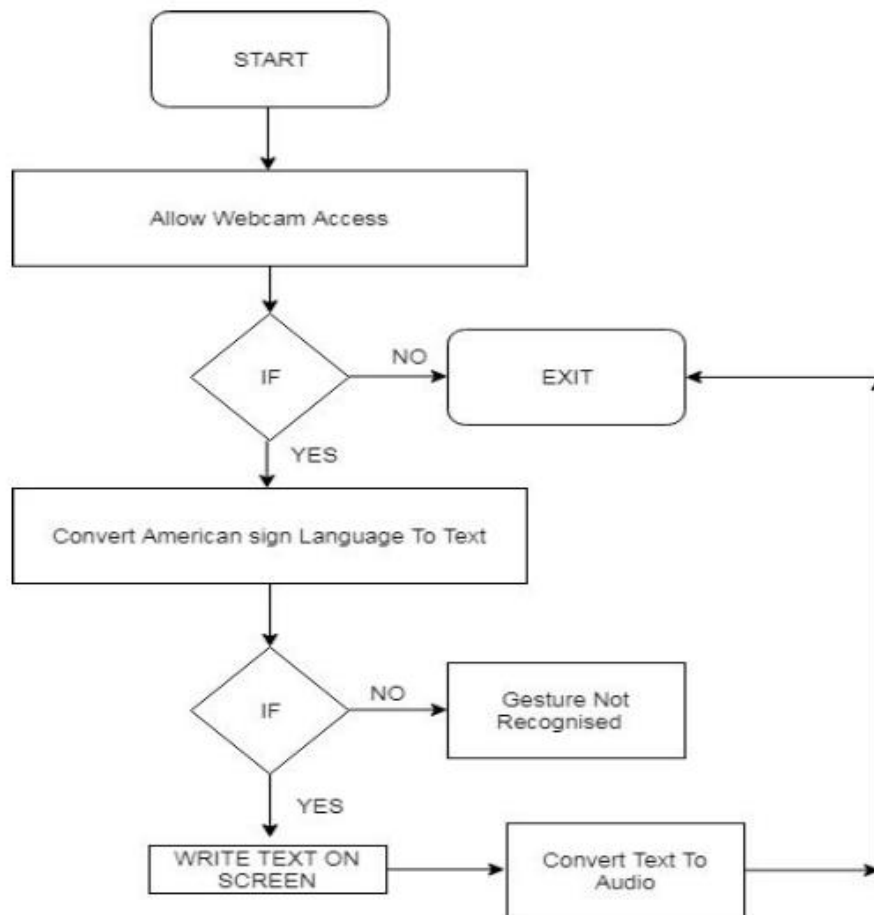 START
Allow Webcam Access
IF
NO
EXIT
YES
Convert American sign Language To Text
IF
NO
Gesture Not
Recognised
YES
WRITE TEXT ON
SCREEN
Convert Text To
Audio